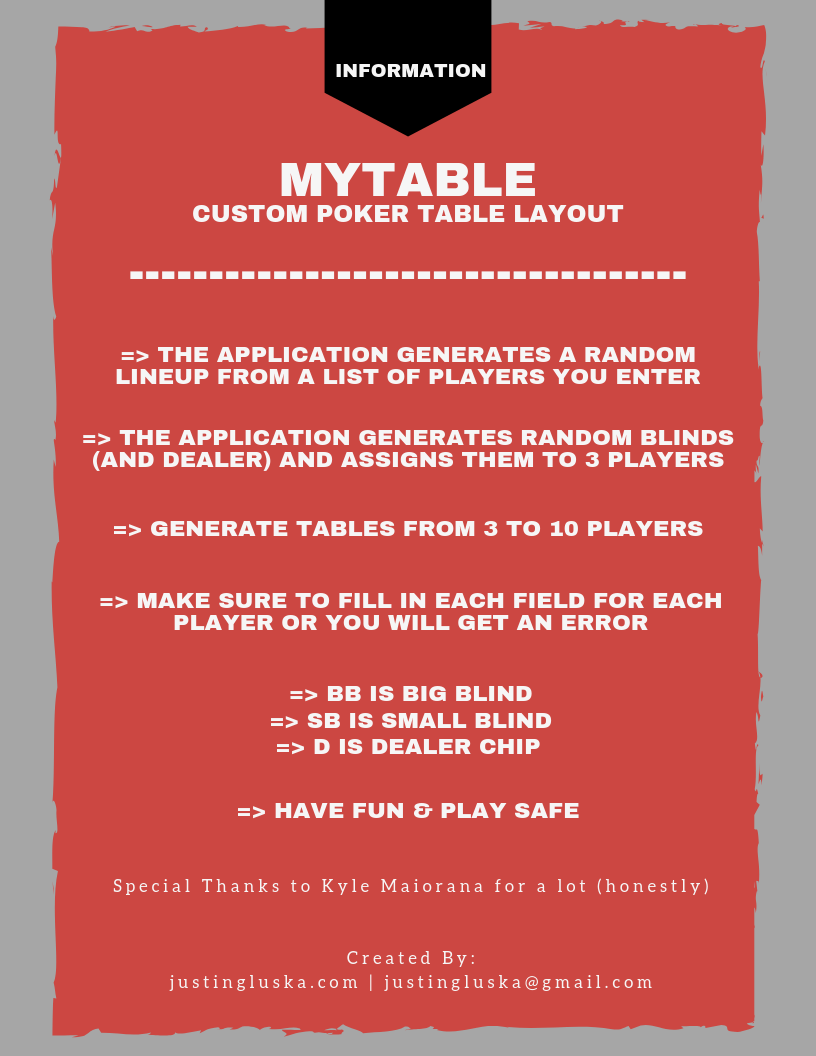 INFORMATION
MYTABLE
CUSTOM POKER TABLE LAYOUT
-----------------------------------
=> THE APPLICATION GENERATES A RANDOM
LINEUP FROM A LIST OF PLAYERS YOU ENTER
=> THE APPLICATION GENERATES RANDOM BLINDS
(AND DEALER) AND ASSIGNS THEM TO 3 PLAYERS
=> GENERATE TABLES FROM 3 TO 10 PLAYERS
=> MAKE SURE TO FILL IN EACH FIELD FOR EACH
PLAYER OR YOU WILL GET AN ERROR
=> BB IS BIG BLIND
=> SB IS SMALL BLIND
=> D IS DEALER CHIP
=> HAVE FUN & PLAY SAFE
Special Thanks to Kyle Maiorana for a lot (honestly)
Created By:
justingluska.com | justingluska@gmail.com